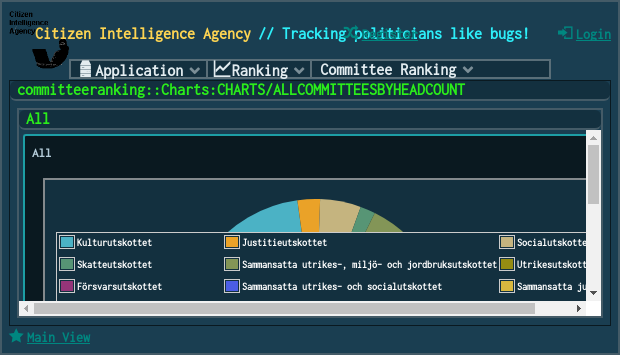 Citizen
Intelligence
Agency
Citizen Intelligence Agency // Tracking politicians like bugs!
Login
Application
Ranking
Committee Ranking
committeeranking::Charts:CHARTS/ALLCOMMITTEESBYHEADCOUNT
All
All
Kulturutskottet
Justitieutskottet
Socialutskotte
Skatteutskottet
Sammansatta utrikes-, miljö- och jordbruksutskottet
Utrikesutskott
Försvarsutskottet
Sammansatta utrikes- och socialutskottet
Sammansatta ju
Main View